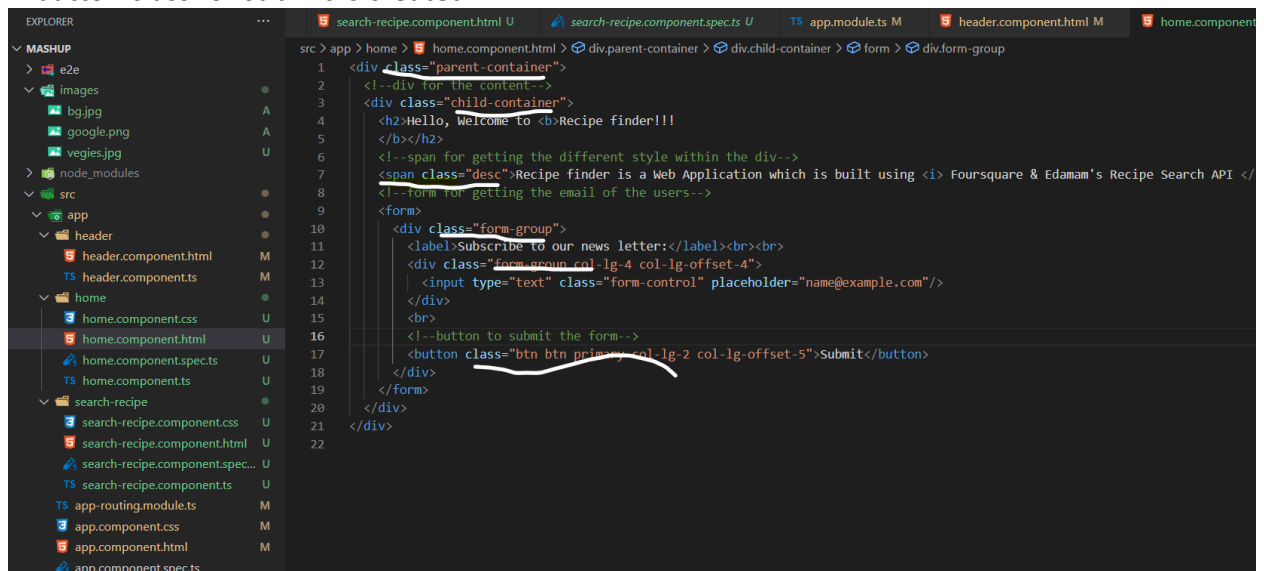 EXPLORER ...
search-recipe.component.html U search-recipe.component.spec.ts U TS app.module.ts M header.component.html M home.component
MASHUP
src > app > home > home.component.html > div.parent-container > div.child-container > form > div.form-group
e2e
images
bg.jpg A
google.png A
vegies.jpg U
node_modules
src
app
header
header.component.html M
TS header.component.ts M
home
home.component.css U
home.component.html U
home.component.spec.ts U
TS home.component.ts U
search-recipe
search-recipe.component.css U
search-recipe.component.html U
search-recipe.component.spec... U
TS search-recipe.component.ts U
TS app-routing.module.ts M
app.component.css M
app.component.html M
app.component.spec.ts
1 <div class="parent-container">
2 <!--div for the content-->
3 <div class="child-container">
4 <h2>Hello, Welcome to <b>Recipe finder!!!
5 </b></h2>
6 <!--span for getting the different style within the div-->
7 <span class="desc">Recipe finder is a Web Application which is built using <i> Foursquare & Edamam's Recipe Search API </
8 <!--form for getting the email of the users-->
9 <form>
10 <div class="form-group">
11 <label>Subscribe to our news letter:</label><br><br>
12 <div class="form-group col-lg-4 col-lg-offset-4">
13 <input type="text" class="form-control" placeholder="name@example.com"/>
14 </div>
15 <br>
16 <!--button to submit the form-->
17 <button class="btn btn primary col-lg-2 col-lg-offset-5">Submit</button>
18 </div>
19 </form>
20 </div>
21 </div>
22